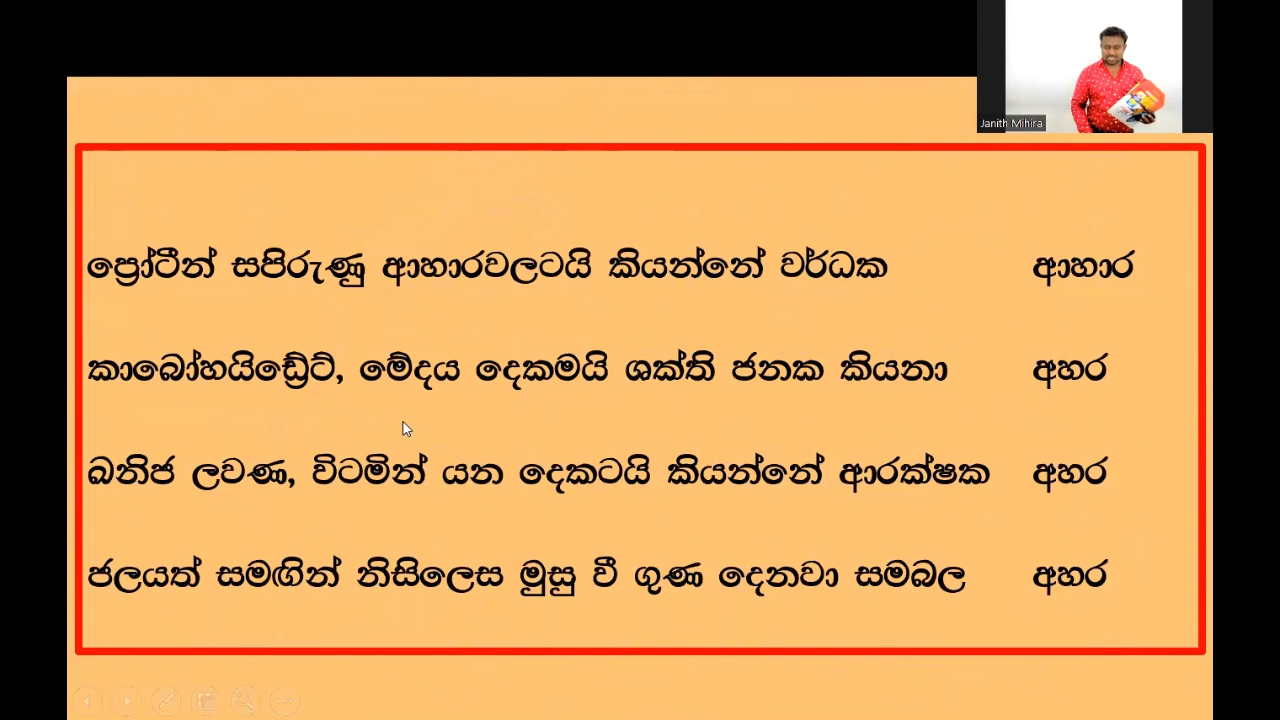 Janith Mihira
ප්‍රෝටීන් සපිරුණු ආහාරවලටයි කියන්නේ වර්ධක ආහාර
කාබෝහයිඩ්‍රේට්, මේදය දෙකමයි ශක්ති ජනක කියනා අහර
ඛනිජ ලවණ, විටමින් යන දෙකටයි කියන්නේ ආරක්ෂක අහර
ජලයත් සමඟින් නිසිලෙස මුසු වී ගුණ දෙනවා සමබල අහර